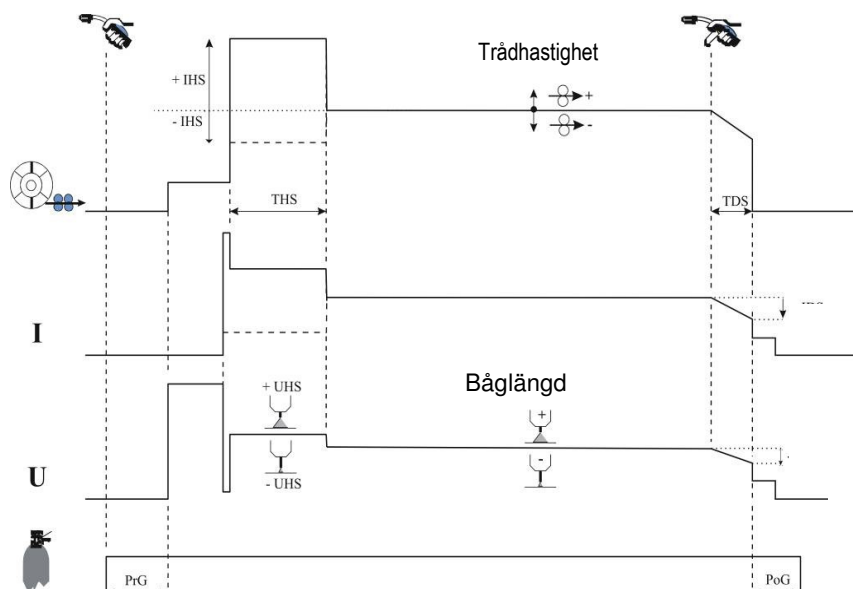 Trådhastighet
+ IHS
+
- IHS
-
THS
TDS
I
Båglängd
+ UHS
+
-
- UHS
U
PrG
PoG